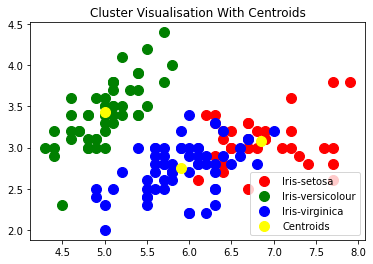 Cluster Visualisation With Centroids
4.5
4.0
3.5
3.0
2.5
2.0
Iris-setosa
Iris-versicolour
Iris-virginica
Centroids
4.5 5.0 5.5 6.0 6.5 7.0 7.5 8.0